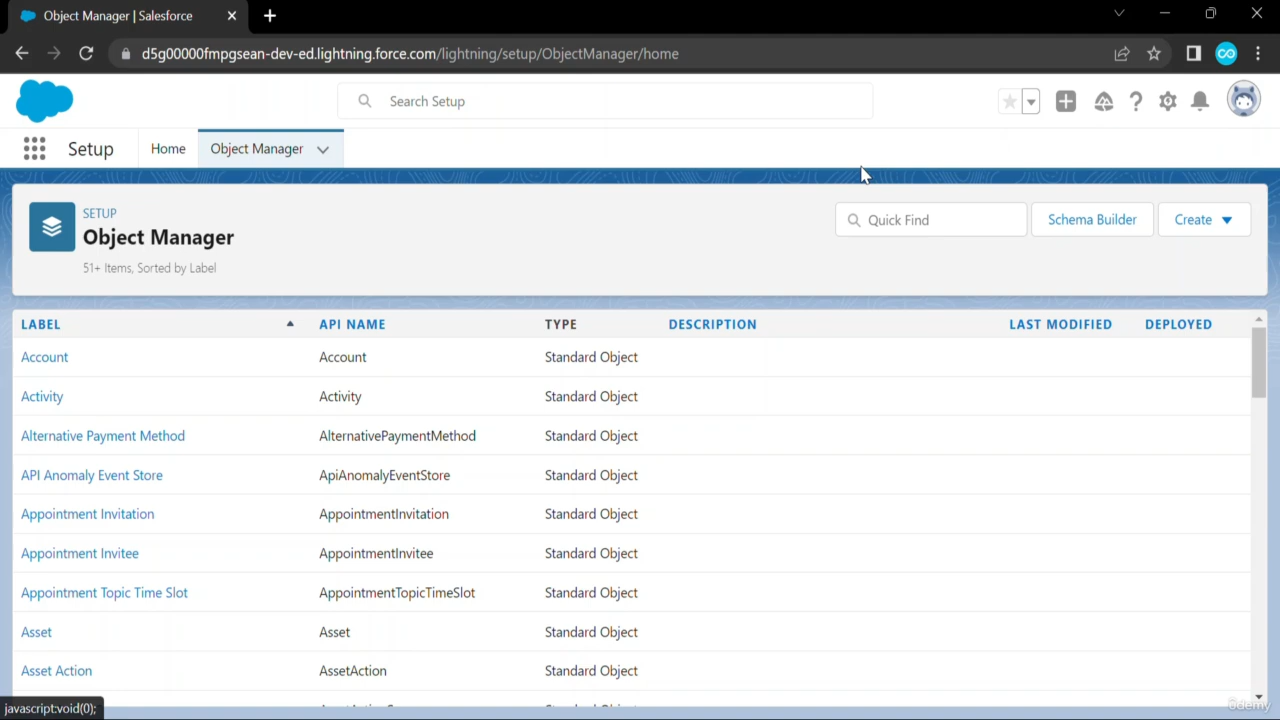 Object Manager | Salesforce
d5g00000fmpgsean-dev-ed.lightning.force.com/lightning/setup/ObjectManager/home
Search Setup
Setup Home Object Manager
SETUP
Object Manager
51+ Items, Sorted by Label
Quick Find Schema Builder Create
LABEL API NAME TYPE DESCRIPTION LAST MODIFIED DEPLOYED
Account Account Standard Object
Activity Activity Standard Object
Alternative Payment Method AlternativePaymentMethod Standard Object
API Anomaly Event Store ApiAnomalyEventStore Standard Object
Appointment Invitation AppointmentInvitation Standard Object
Appointment Invitee AppointmentInvitee Standard Object
Appointment Topic Time Slot AppointmentTopicTimeSlot Standard Object
Asset Asset Standard Object
Asset Action AssetAction Standard Object
javascript:void(0);
ûdemy